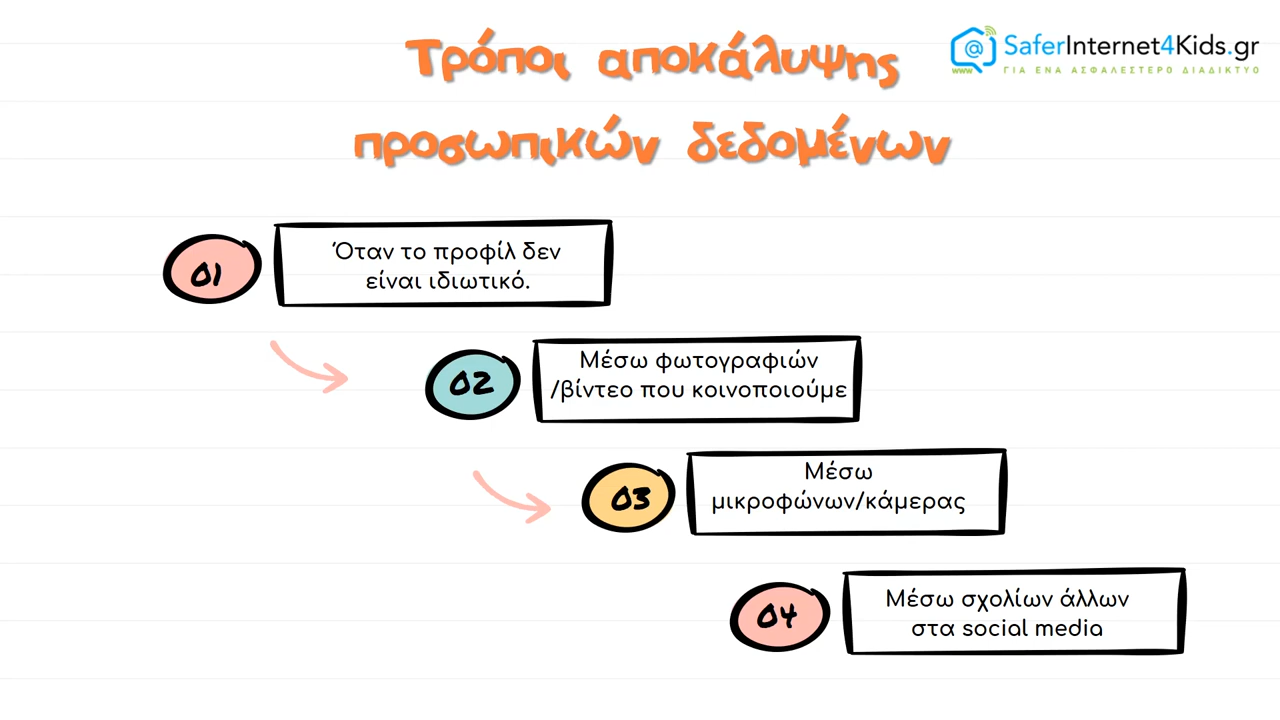 Τρόποι αποκάλυψης
προσωπικών δεδομένων
@
www
SaferInternet4Kids.gr
ΓΙΑ ΕΝΑ ΑΣΦΑΛΕΣΤΕΡΟ ΔΙΑΔΙΚΤΥΟ
01
Όταν το προφίλ δεν
είναι ιδιωτικό.
02
Μέσω φωτογραφιών
/βίντεο που κοινοποιούμε
03
Μέσω
μικροφώνων/κάμερας
04
Μέσω σχολίων άλλων
στα social media